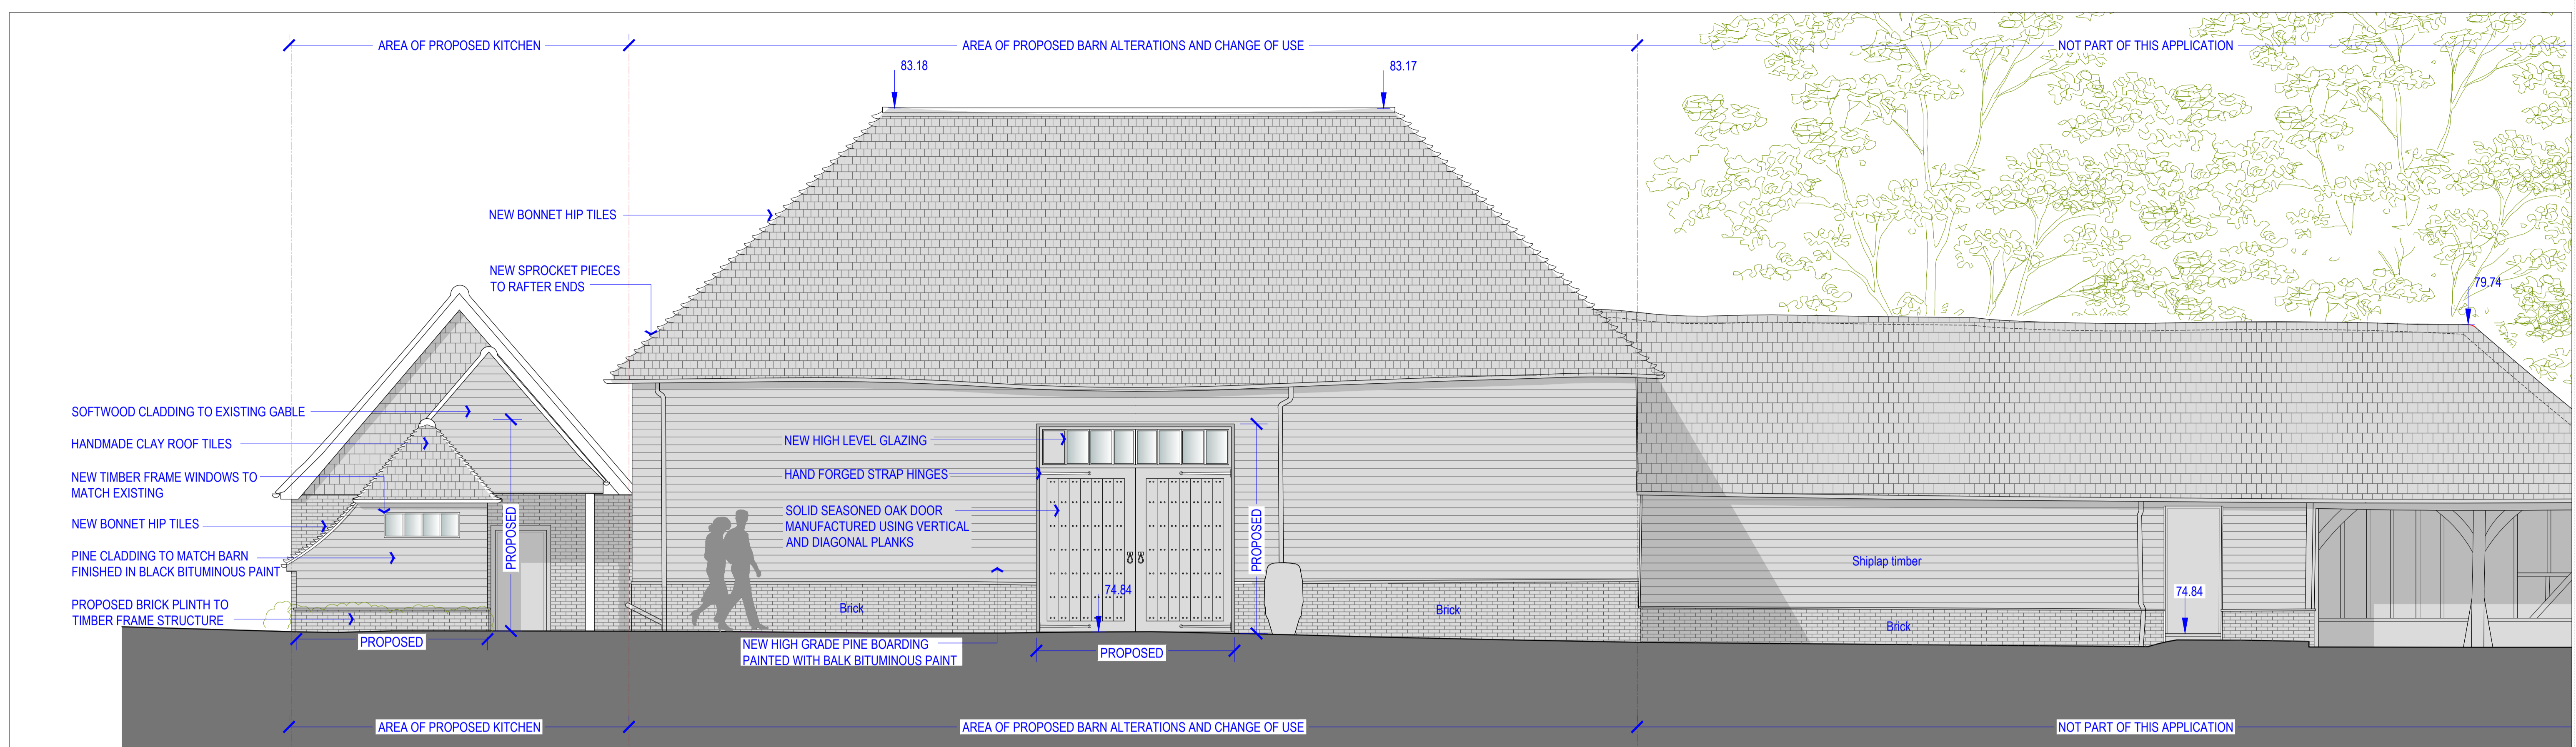 AREA OF PROPOSED KITCHEN
AREA OF PROPOSED BARN ALTERATIONS AND CHANGE OF USE
NOT PART OF THIS APPLICATION
83.18
83.17
NEW BONNET HIP TILES
NEW SPROCKET PIECES
TO RAFTER ENDS
79.74
SOFTWOOD CLADDING TO EXISTING GABLE
HANDMADE CLAY ROOF TILES
NEW TIMBER FRAME WINDOWS TO
MATCH EXISTING
NEW BONNET HIP TILES
PINE CLADDING TO MATCH BARN
FINISHED IN BLACK BITUMINOUS PAINT
PROPOSED BRICK PLINTH TO
TIMBER FRAME STRUCTURE
PROPOSED
PROPOSED
NEW HIGH LEVEL GLAZING
HAND FORGED STRAP HINGES
SOLID SEASONED OAK DOOR
MANUFACTURED USING VERTICAL
AND DIAGONAL PLANKS
74.84
Brick
NEW HIGH GRADE PINE BOARDING
PAINTED WITH BALK BITUMINOUS PAINT
PROPOSED
PROPOSED
Brick
Shiplap timber
Brick
74.84
AREA OF PROPOSED KITCHEN
AREA OF PROPOSED BARN ALTERATIONS AND CHANGE OF USE
NOT PART OF THIS APPLICATION